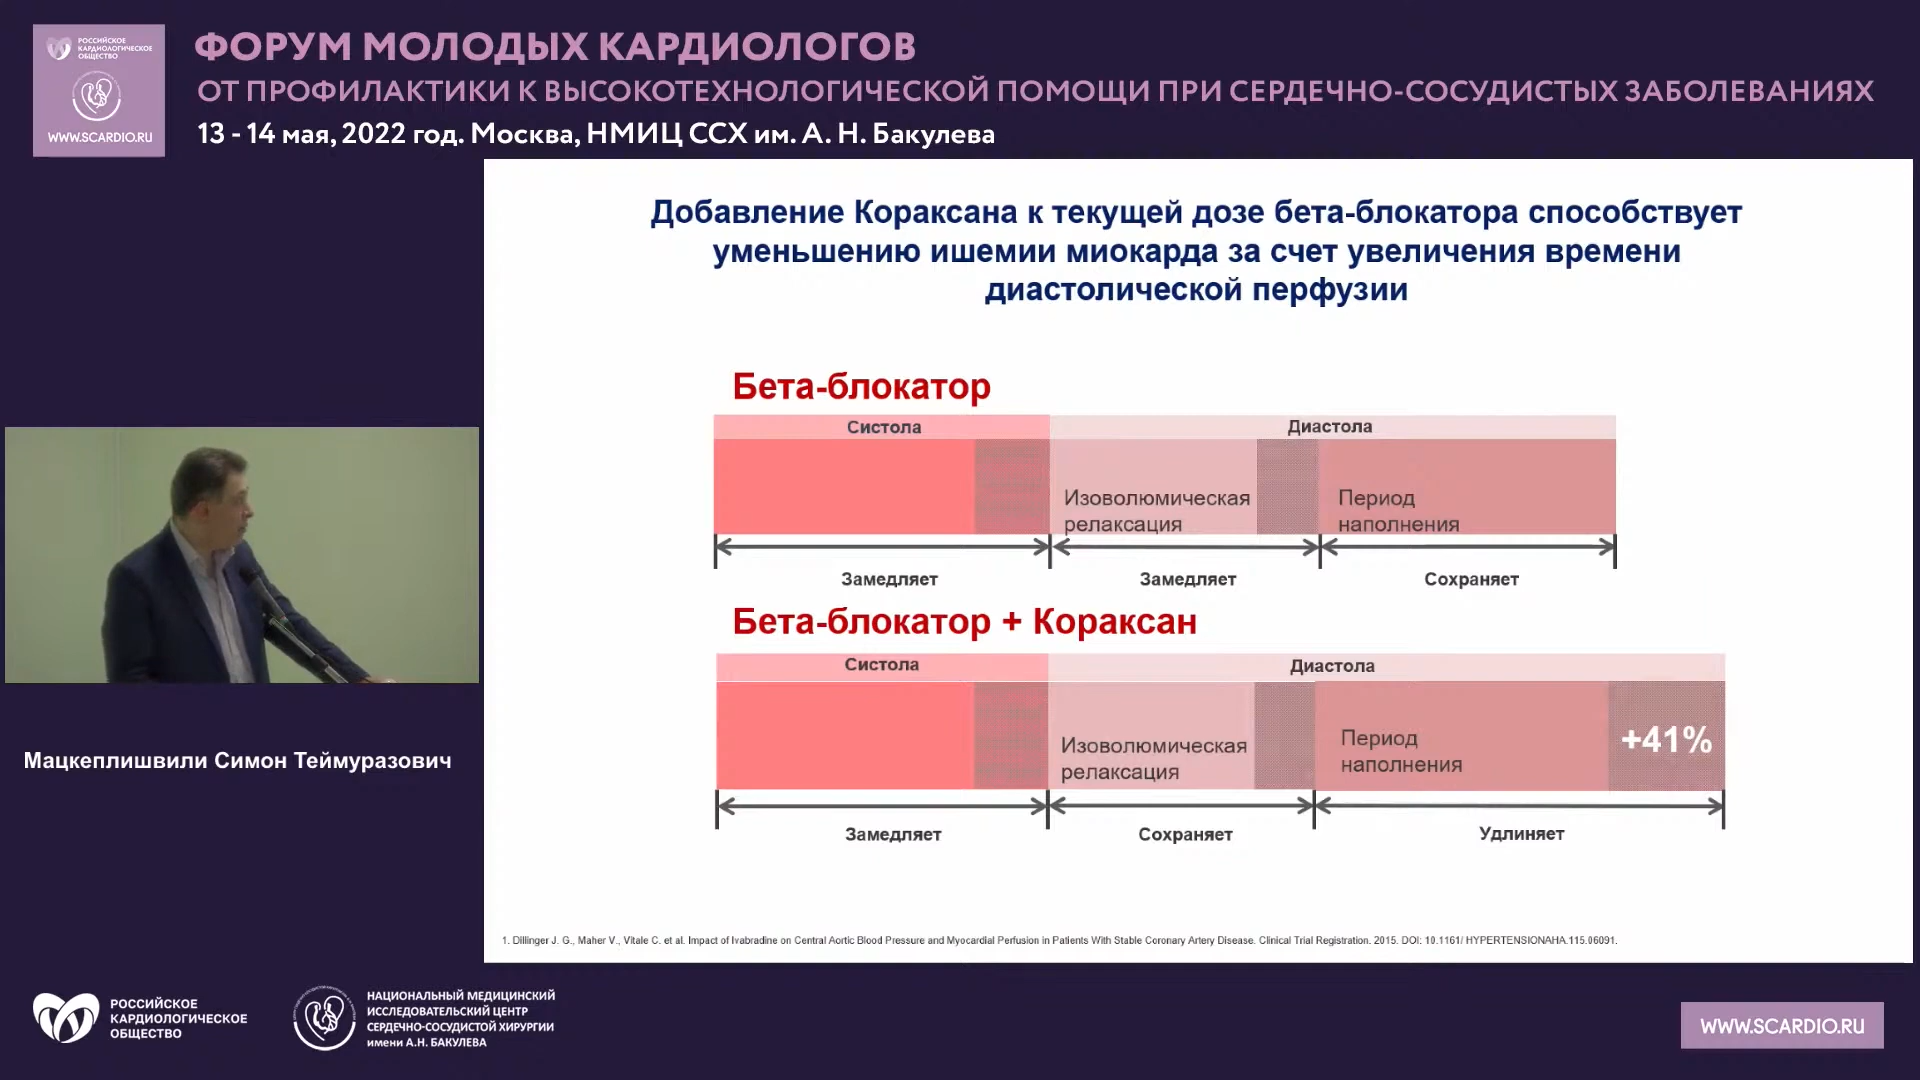 РОССИЙСКОЕ
КАРДИОЛОГИЧЕСКОЕ
ОБЩЕСТВО
WWW.SCARDIO.RU
ФОРУМ МОЛОДЫХ КАРДИОЛОГОВ
ОТ ПРОФИЛАКТИКИ К ВЫСОКОТЕХНОЛОГИЧЕСКОЙ ПОМОЩИ ПРИ СЕРДЕЧНО-СОСУДИСТЫХ ЗАБОЛЕВАНИЯХ
13 - 14 мая, 2022 год. Москва, НМИЦ ССХ им. А. Н. Бакулева
Добавление Кораксана к текущей дозе бета-блокатора способствует
уменьшению ишемии миокарда за счет увеличения времени
диастолической перфузии
Бета-блокатор
Систола
Диастола
Изоволюмическая
релаксация
Период
наполнения
Замедляет
Замедляет
Сохраняет
Бета-блокатор + Кораксан
Систола
Диастола
Изоволюмическая
релаксация
Период
наполнения
+41%
Замедляет
Сохраняет
Удлиняет
1. Dillinger J. G., Maher V., Vitale C. et al. Impact of Ivabradine on Central Aortic Blood Pressure and Myocardial Perfusion in Patients With Stable Coronary Artery Disease. Clinical Trial Registration. 2015. DOI: 10.1161/ HYPERTENSIONAHA.115.06091.
Мацкеплишвили Симон Теймуразович
РОССИЙСКОЕ
КАРДИОЛОГИЧЕСКОЕ
ОБЩЕСТВО
НАЦИОНАЛЬНЫЙ МЕДИЦИНСКИЙ
ИССЛЕДОВАТЕЛЬСКИЙ ЦЕНТР
СЕРДЕЧНО-СОСУДИСТОЙ ХИРУРГИИ
имени А.Н. БАКУЛЕВА
WWW.SCARDIO.RU